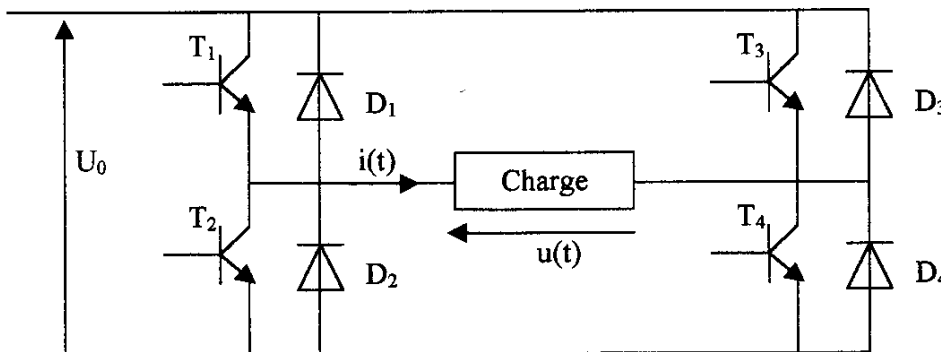 T₁
D₁
T₃
D₃
U₀
i(t)
Charge
u(t)
T₂
D₂
T₄
D₄